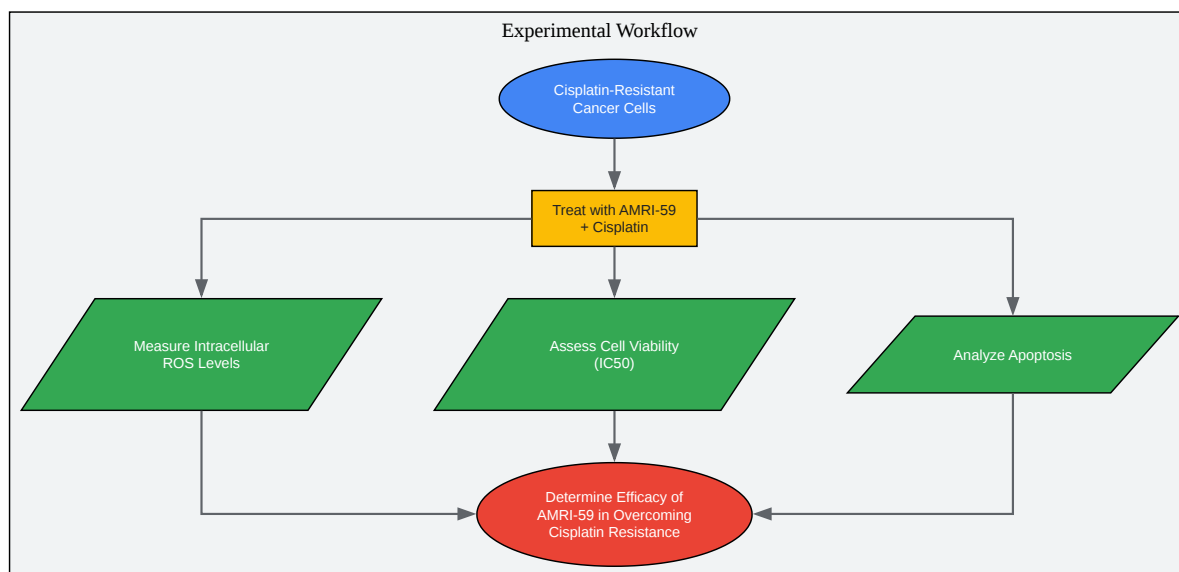 Experimental Workflow
Cisplatin-Resistant
Cancer Cells
Treat with AMRI-59
+ Cisplatin
Measure Intracellular
ROS Levels
Assess Cell Viability
(IC50)
Analyze Apoptosis
Determine Efficacy of
AMRI-59 in Overcoming
Cisplatin Resistance